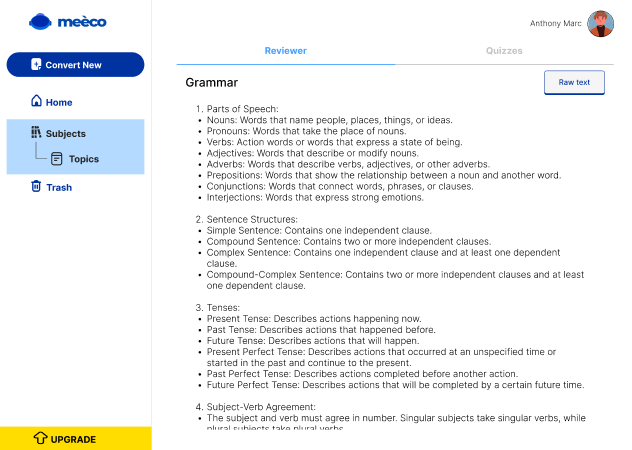 meèco
Anthony Marc
Convert New
Home
Subjects
Topics
Trash
UPGRADE
Reviewer
Quizzes
Grammar
Raw text
1. Parts of Speech:
• Nouns: Words that name people, places, things, or ideas.
• Pronouns: Words that take the place of nouns.
• Verbs: Action words or words that express a state of being.
• Adjectives: Words that describe or modify nouns.
• Adverbs: Words that describe verbs, adjectives, or other adverbs.
• Prepositions: Words that show the relationship between a noun and another word.
• Conjunctions: Words that connect words, phrases, or clauses.
• Interjections: Words that express strong emotions.
2. Sentence Structures:
• Simple Sentence: Contains one independent clause.
• Compound Sentence: Contains two or more independent clauses.
• Complex Sentence: Contains one independent clause and at least one dependent
clause.
• Compound-Complex Sentence: Contains two or more independent clauses and at least
one dependent clause.
3. Tenses:
• Present Tense: Describes actions happening now.
• Past Tense: Describes actions that happened before.
• Future Tense: Describes actions that will happen.
• Present Perfect Tense: Describes actions that occurred at an unspecified time or
started in the past and continue to the present.
• Past Perfect Tense: Describes actions completed before another action.
• Future Perfect Tense: Describes actions that will be completed by a certain future time.
4. Subject-Verb Agreement:
• The subject and verb must agree in number. Singular subjects take singular verbs, while
plural subjects take plural verbs.